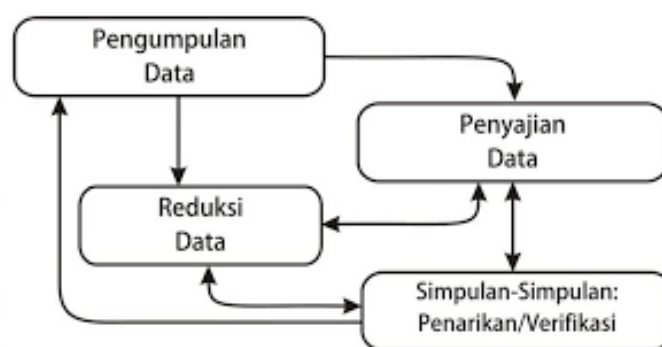 Pengumpulan
Data
Penyajian
Data
Reduksi
Data
Simpulan-Simpulan:
Penarikan/Verifikasi